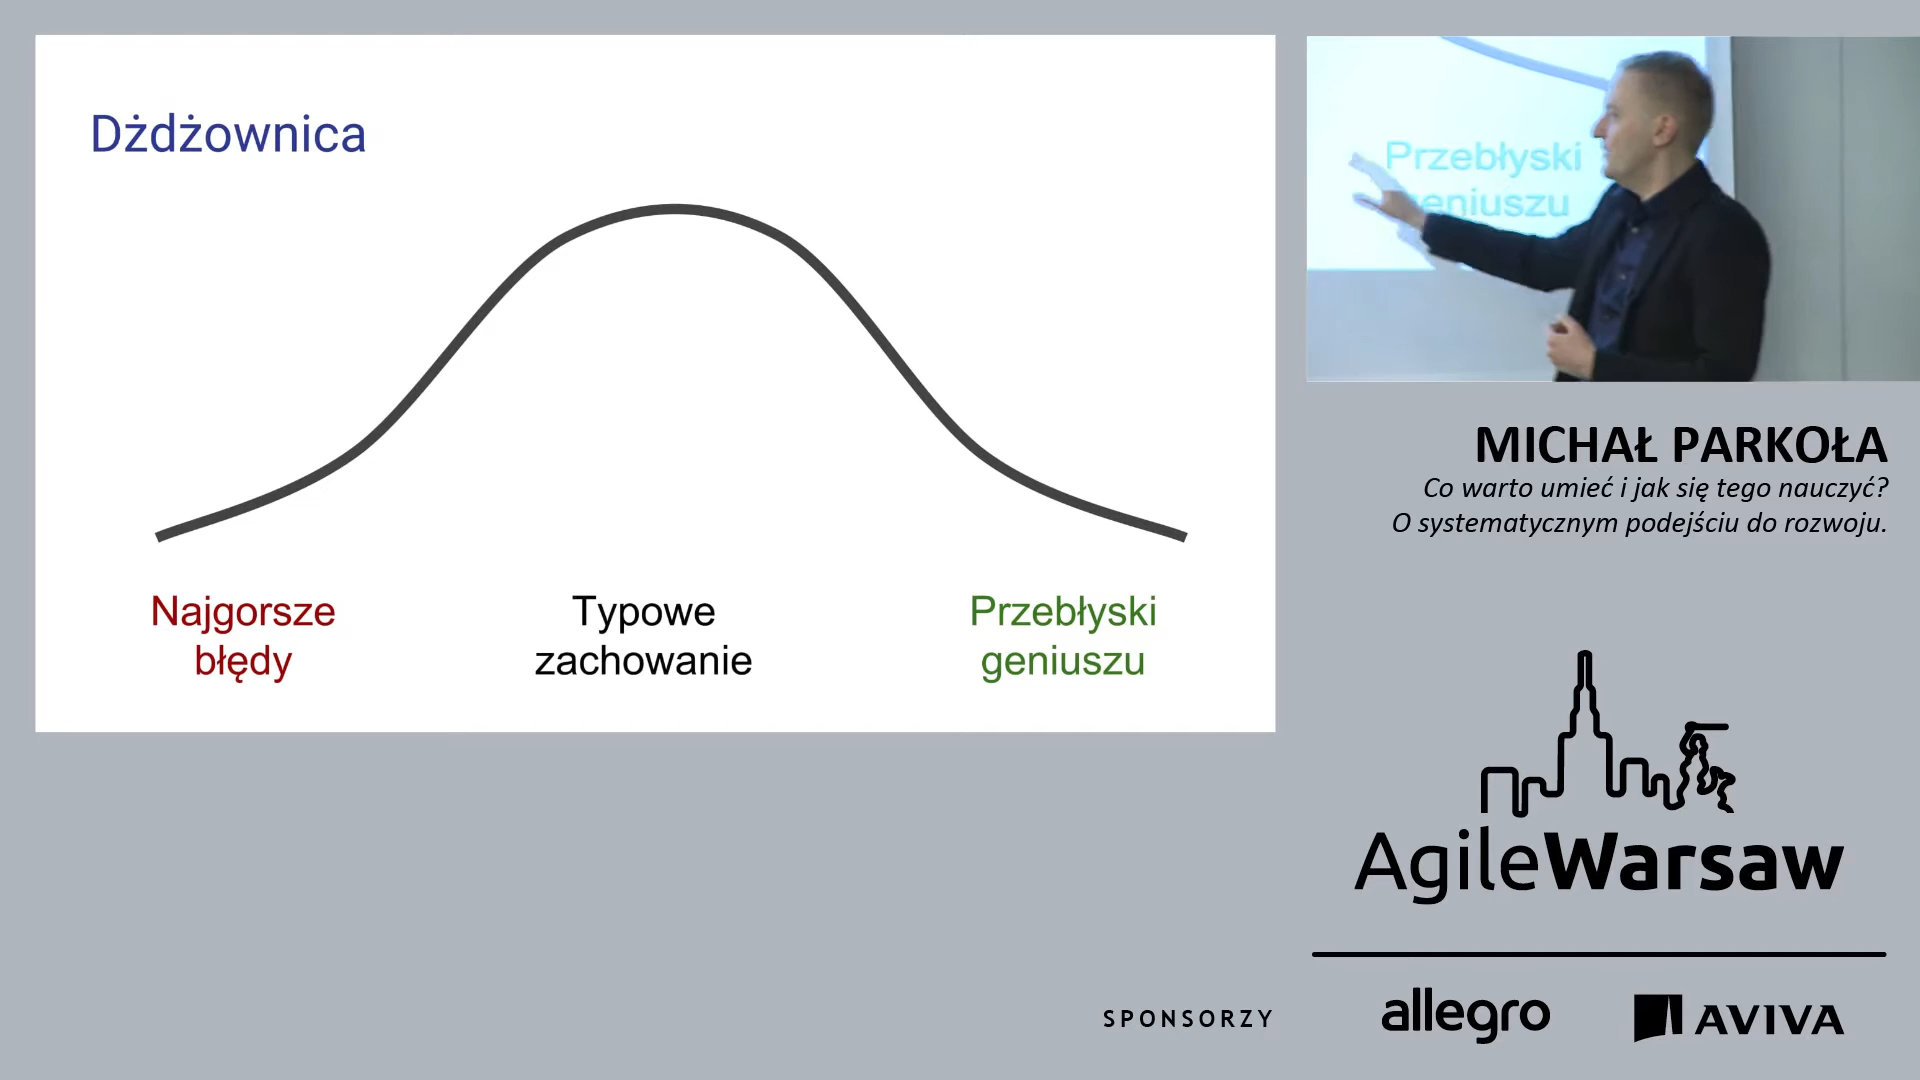 Dżdżownica
Najgorsze
błędy
Typowe
zachowanie
Przebłyski
geniuszu
Przebłyski
geniuszu
MICHAŁ PARKOŁA
Co warto umieć i jak się tego nauczyć?
O systematycznym podejściu do rozwoju.
AgileWarsaw
SPONSORZY
allegro
AVIVA